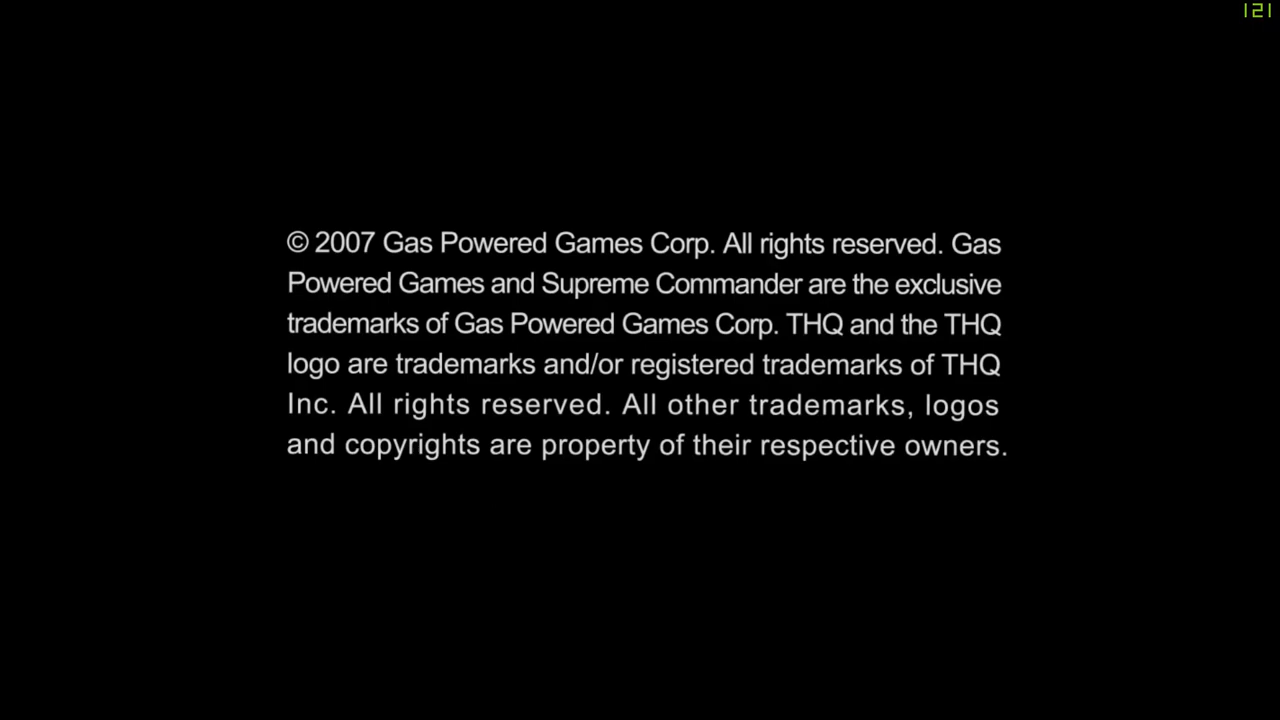 121
© 2007 Gas Powered Games Corp. All rights reserved. Gas
Powered Games and Supreme Commander are the exclusive
trademarks of Gas Powered Games Corp. THQ and the THQ
logo are trademarks and/or registered trademarks of THQ
Inc. All rights reserved. All other trademarks, logos
and copyrights are property of their respective owners.